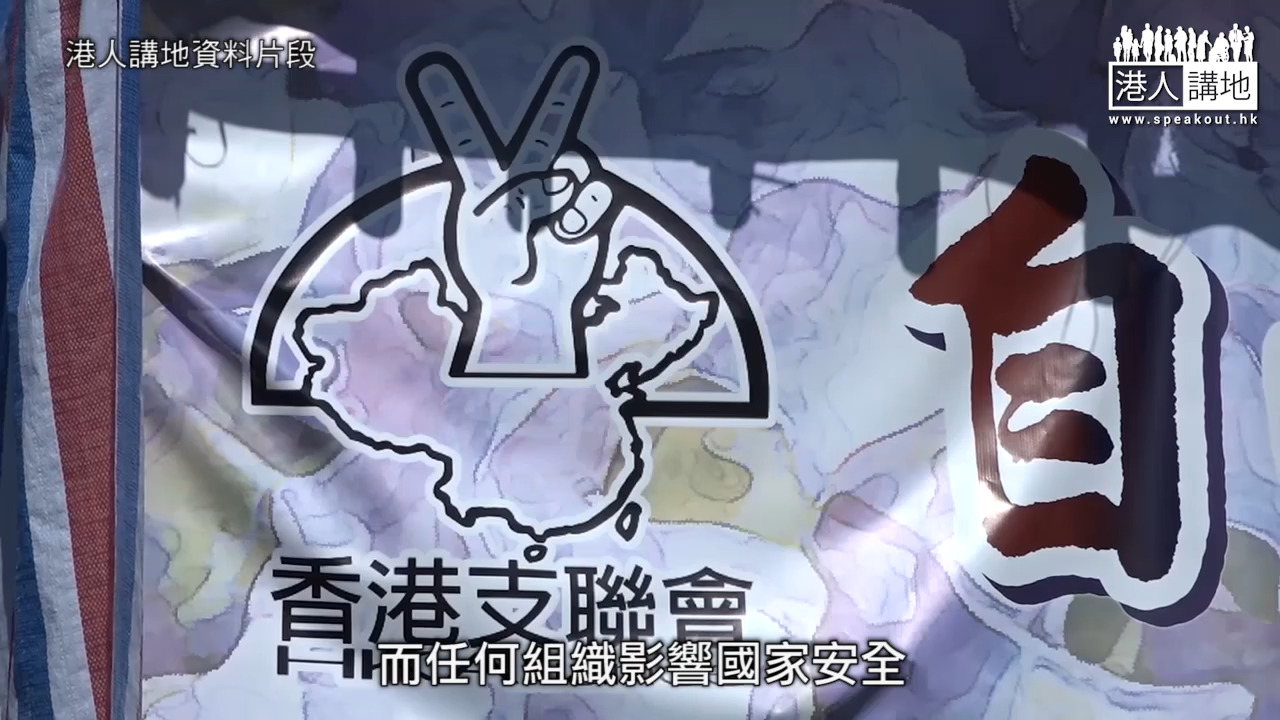 港人講地資料片段
港人講地
www.speakout.hk
自
香港支聯會
而任何組織影響國家安全